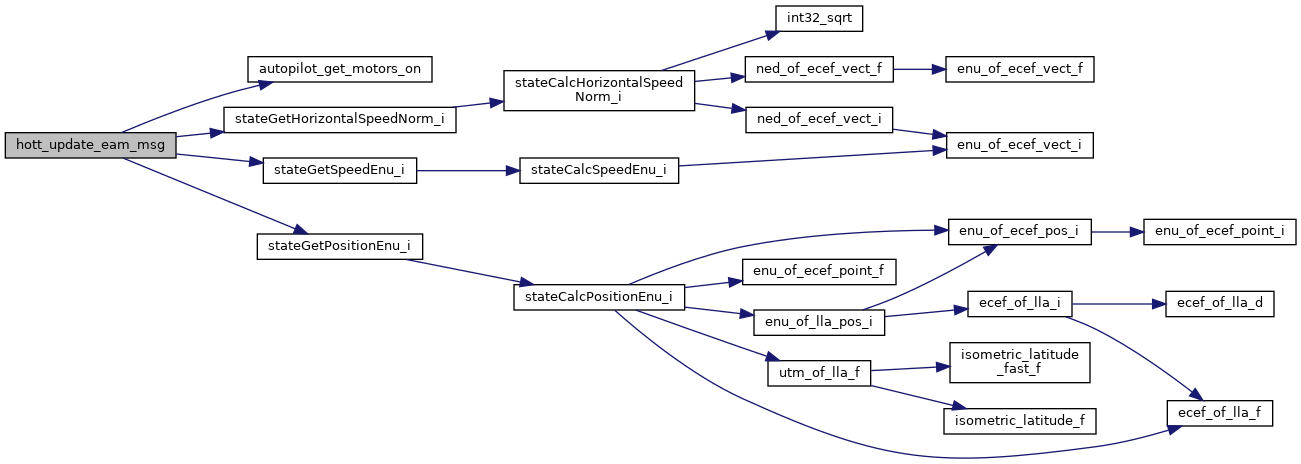 hott_update_eam_msg
autopilot_get_motors_on
stateGetHorizontalSpeedNorm_i
stateGetSpeedEnu_i
stateGetPositionEnu_i
stateCalcHorizontalSpeed
Norm_i
stateCalcSpeedEnu_i
stateCalcPositionEnu_i
int32_sqrt
ned_of_ecef_vect_f
ned_of_ecef_vect_i
enu_of_ecef_vect_f
enu_of_ecef_vect_i
enu_of_ecef_pos_i
enu_of_ecef_point_i
enu_of_ecef_point_f
enu_of_lla_pos_i
ecef_of_lla_i
ecef_of_lla_d
utm_of_lla_f
isometric_latitude
_fast_f
isometric_latitude_f
ecef_of_lla_f